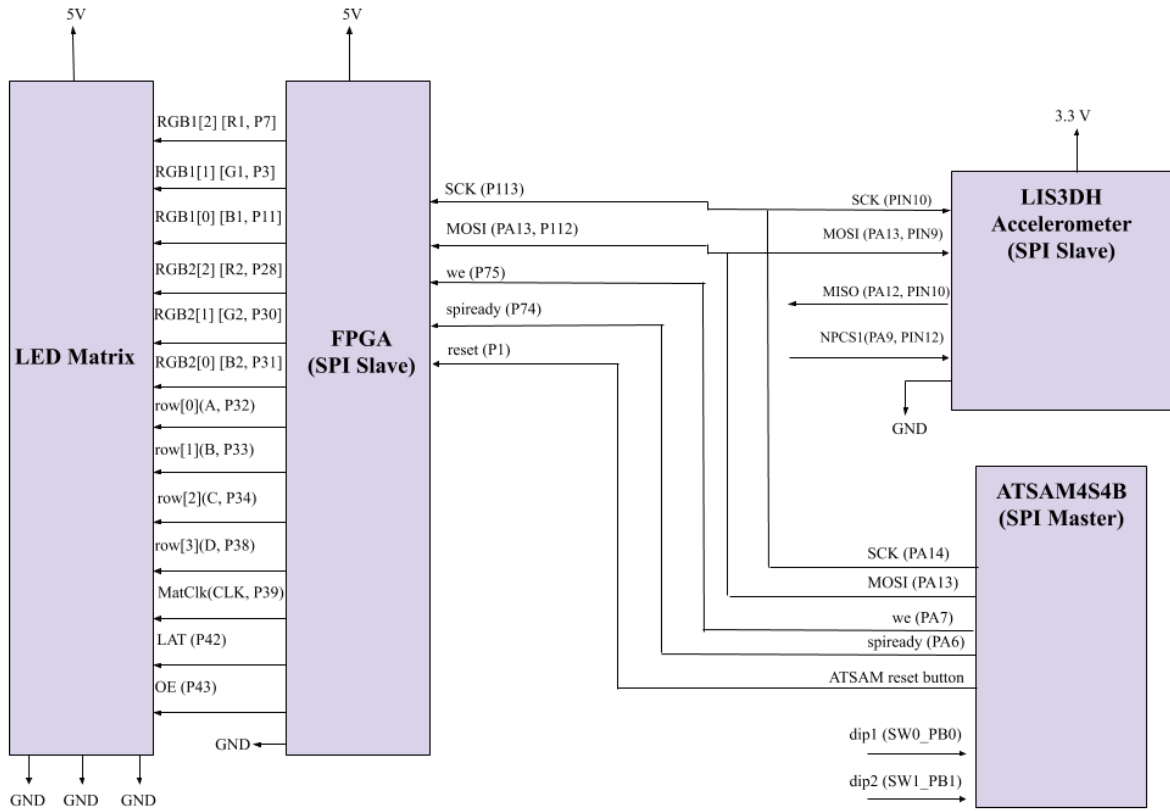 5V
5V
RGB1[2] [R1, P7]
RGB1[1] [G1, P3]
RGB1[0] [B1, P11]
RGB2[2] [R2, P28]
RGB2[1] [G2, P30]
RGB2[0] [B2, P31]
row[0](A, P32)
row[1](B, P33)
row[2](C, P34)
row[3](D, P38)
MatClk(CLK, P39)
LAT (P42)
OE (P43)
LED Matrix
GND
GND
GND
FPGA
(SPI Slave)
GND
SCK (P113)
MOSI (PA13, P112)
we (P75)
spiready (P74)
reset (P1)
3.3 V
LIS3DH
Accelerometer
(SPI Slave)
SCK (PIN10)
MOSI (PA13, PIN9)
MISO (PA12, PIN10)
NPCS1(PA9, PIN12)
GND
ATSAM4S4B
(SPI Master)
SCK (PA14)
MOSI (PA13)
we (PA7)
spiready (PA6)
ATSAM reset button
dip1 (SW0_PB0)
dip2 (SW1_PB1)